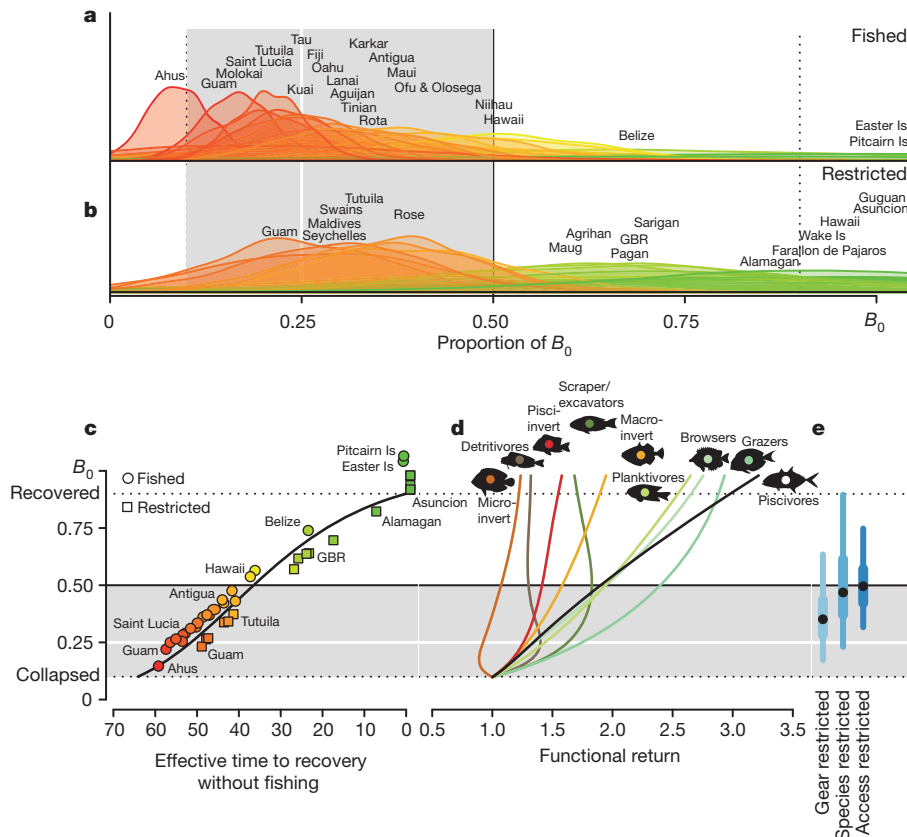 a
Fished
Ahus
Guam
Molokai
Saint Lucia
Tutuila
Tau
Fiji
Oahu
Kuai
Lanai
Aguijan
Tinian
Rota
Karkar
Antigua
Maui
Ofu & Olosega
Niihau
Hawaii
Belize
Easter Is
Pitcairn Is
b
Restricted
Guam
Tutuila
Swains
Maldives
Seychelles
Rose
Maug
Agrihan
Sarigan
GBR
Pagan
Alamagan
Guguan
Asuncion
Hawaii
Wake Is
Farallon de Pajaros
0
0.25
0.50
0.75
B0
Proportion of B0
c
B0
Recovered
0.75
0.50
0.25
Collapsed
0
Fished
Restricted
Pitcairn Is
Easter Is
Asuncion
Alamagan
Belize
GBR
Hawaii
Antigua
Tutuila
Saint Lucia
Guam
Guam
Ahus
70 60 50 40 30 20 10 0
Effective time to recovery
without fishing
d
Micro-
invert
Detritivores
Pisci-
invert
Scraper/
excavators
Macro-
invert
Planktivores
Browsers
Grazers
Piscivores
0.5 1.0 1.5 2.0 2.5 3.0 3.5
Functional return
e
Gear restricted
Species restricted
Access restricted